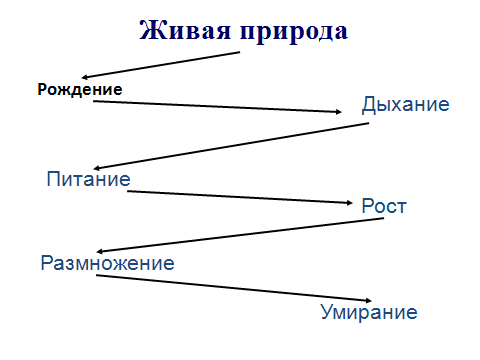 Живая природа
Рождение
Дыхание
Питание
Рост
Размножение
Умирание